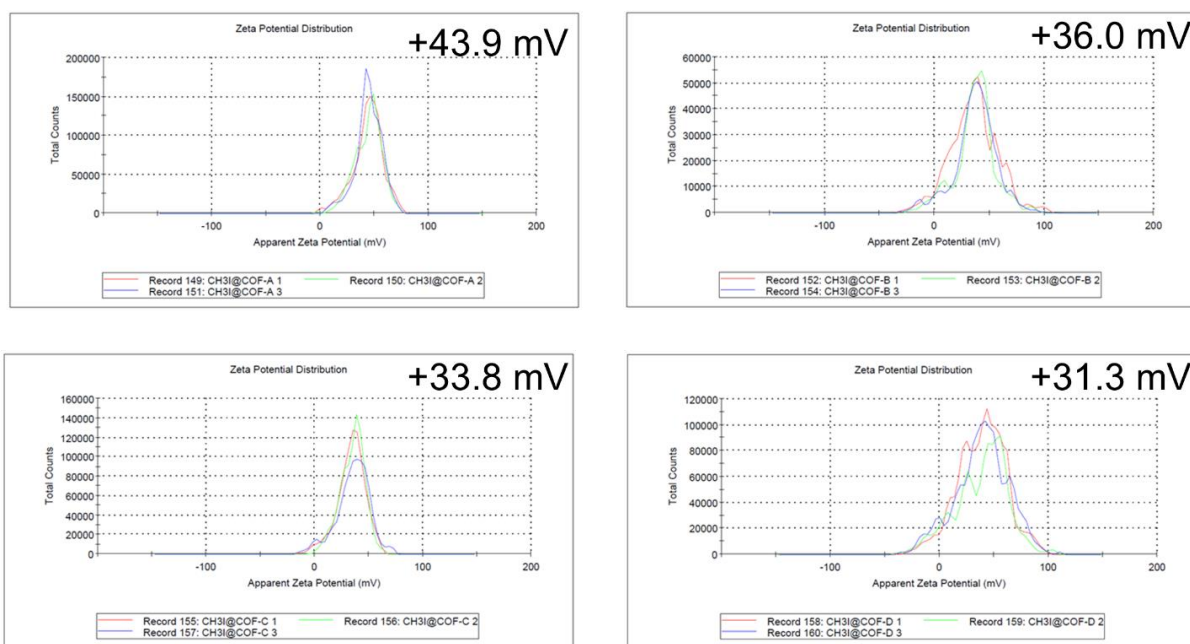 Zeta Potential Distribution
+43.9 mV
Total Counts
200000
150000
100000
50000
0
-100
0
100
200
Apparent Zeta Potential (mV)
Record 149: CH3I@COF-A 1
Record 150: CH3I@COF-A 2
Record 151: CH3I@COF-A 3
Zeta Potential Distribution
+36.0 mV
Total Counts
60000
50000
40000
30000
20000
10000
0
-100
0
100
200
Apparent Zeta Potential (mV)
Record 152: CH3I@COF-B 1
Record 153: CH3I@COF-B 2
Record 154: CH3I@COF-B 3
Zeta Potential Distribution
+33.8 mV
Total Counts
160000
140000
120000
100000
80000
60000
40000
20000
0
-100
0
100
200
Apparent Zeta Potential (mV)
Record 155: CH3I@COF-C 1
Record 156: CH3I@COF-C 2
Record 157: CH3I@COF-C 3
Zeta Potential Distribution
+31.3 mV
Total Counts
120000
100000
80000
60000
40000
20000
0
-100
0
100
200
Apparent Zeta Potential (mV)
Record 158: CH3I@COF-D 1
Record 159: CH3I@COF-D 2
Record 160: CH3I@COF-D 3